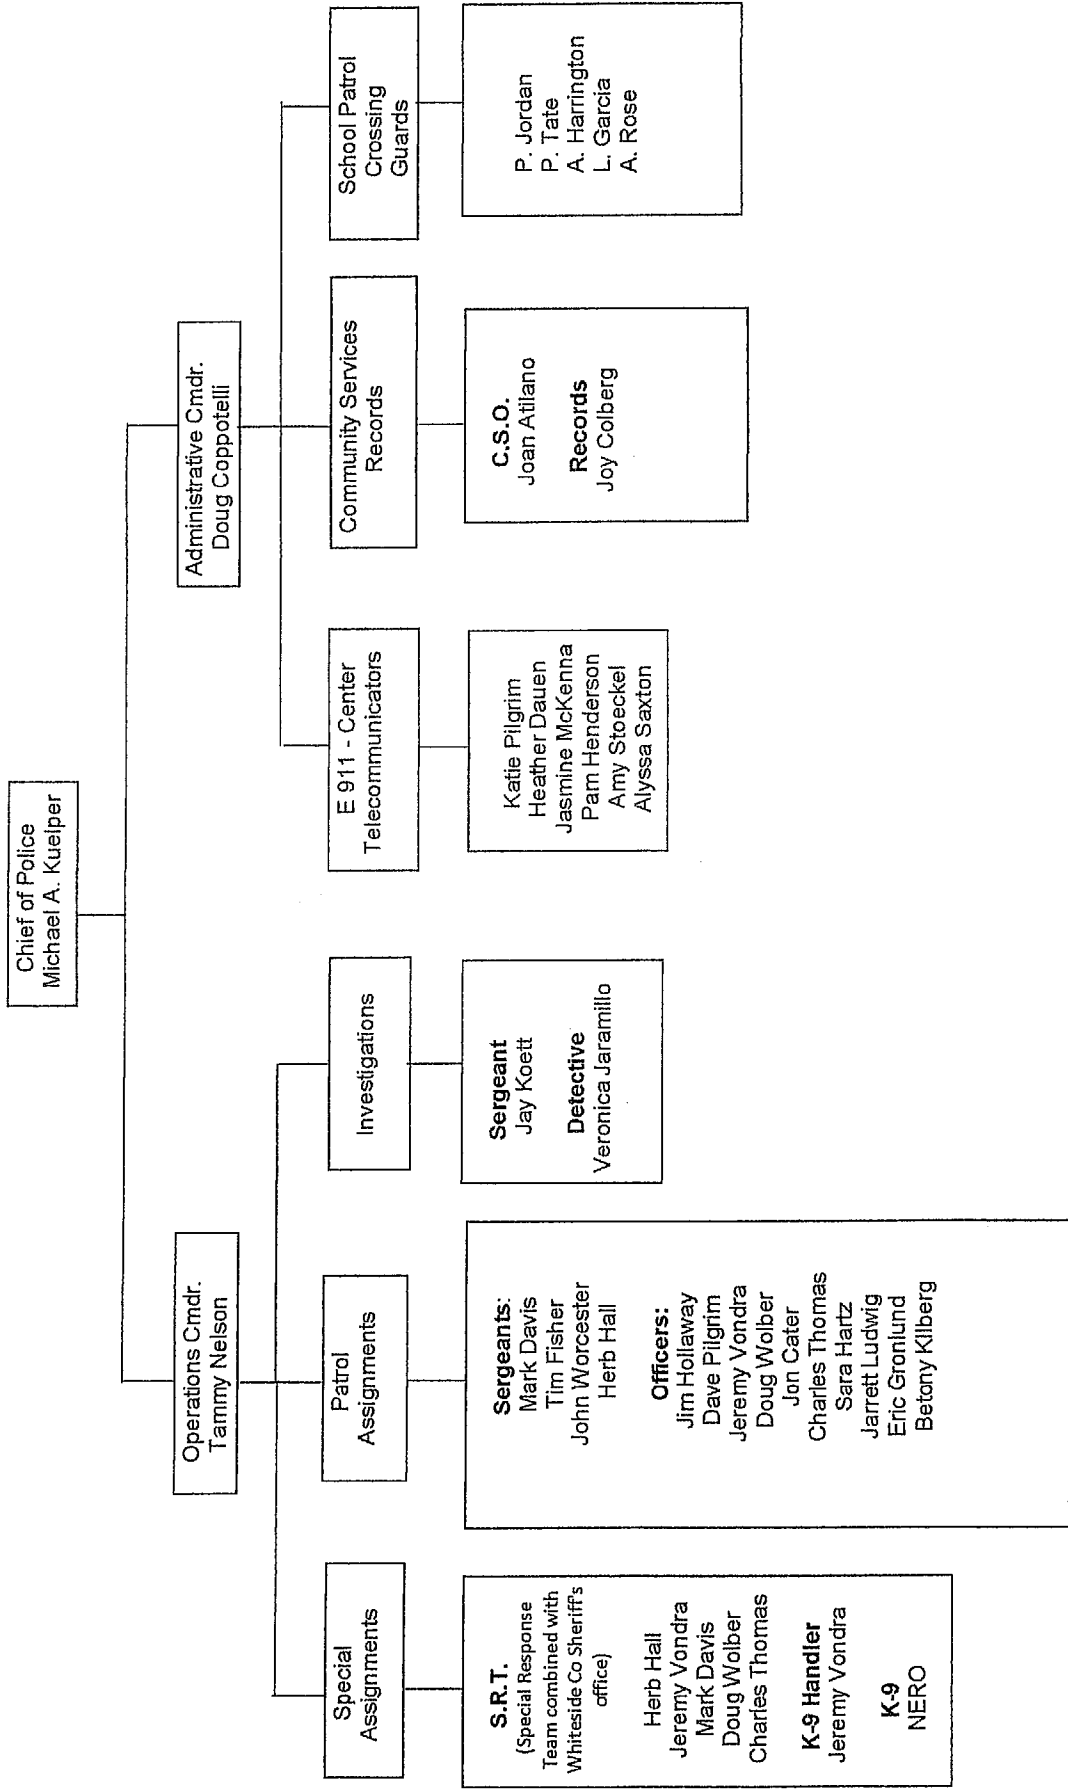 Chief of Police
Michael A. Kuelper
Operations Cmdr.
Tammy Nelson
Administrative Cmdr.
Doug Coppotelli
Special
Assignments
Patrol
Assignments
Investigations
E 911 - Center
Telecommunicators
Community Services
Records
School Patrol
Crossing
Guards
S.R.T.
(Special Response
Team combined with
Whiteside Co Sheriff's
office)
Herb Hall
Jeremy Vondra
Mark Davis
Doug Wolber
Charles Thomas
K-9 Handler
Jeremy Vondra
K-9
NERO
Sergeants:
Mark Davis
Tim Fisher
John Worcester
Herb Hall
Officers:
Jim Hollaway
Dave Pilgrim
Jeremy Vondra
Doug Wolber
Jon Cater
Charles Thomas
Sara Hartz
Jarrett Ludwig
Eric Gronlund
Betony KIlberg
Sergeant
Jay Koett
Detective
Veronica Jaramillo
Katie Pilgrim
Heather Dauen
Jasmine McKenna
Pam Henderson
Amy Stoeckel
Alyssa Saxton
C.S.O.
Joan Atilano
Records
Joy Colberg
P. Jordan
P. Tate
A. Harrington
L. Garcia
A. Rose